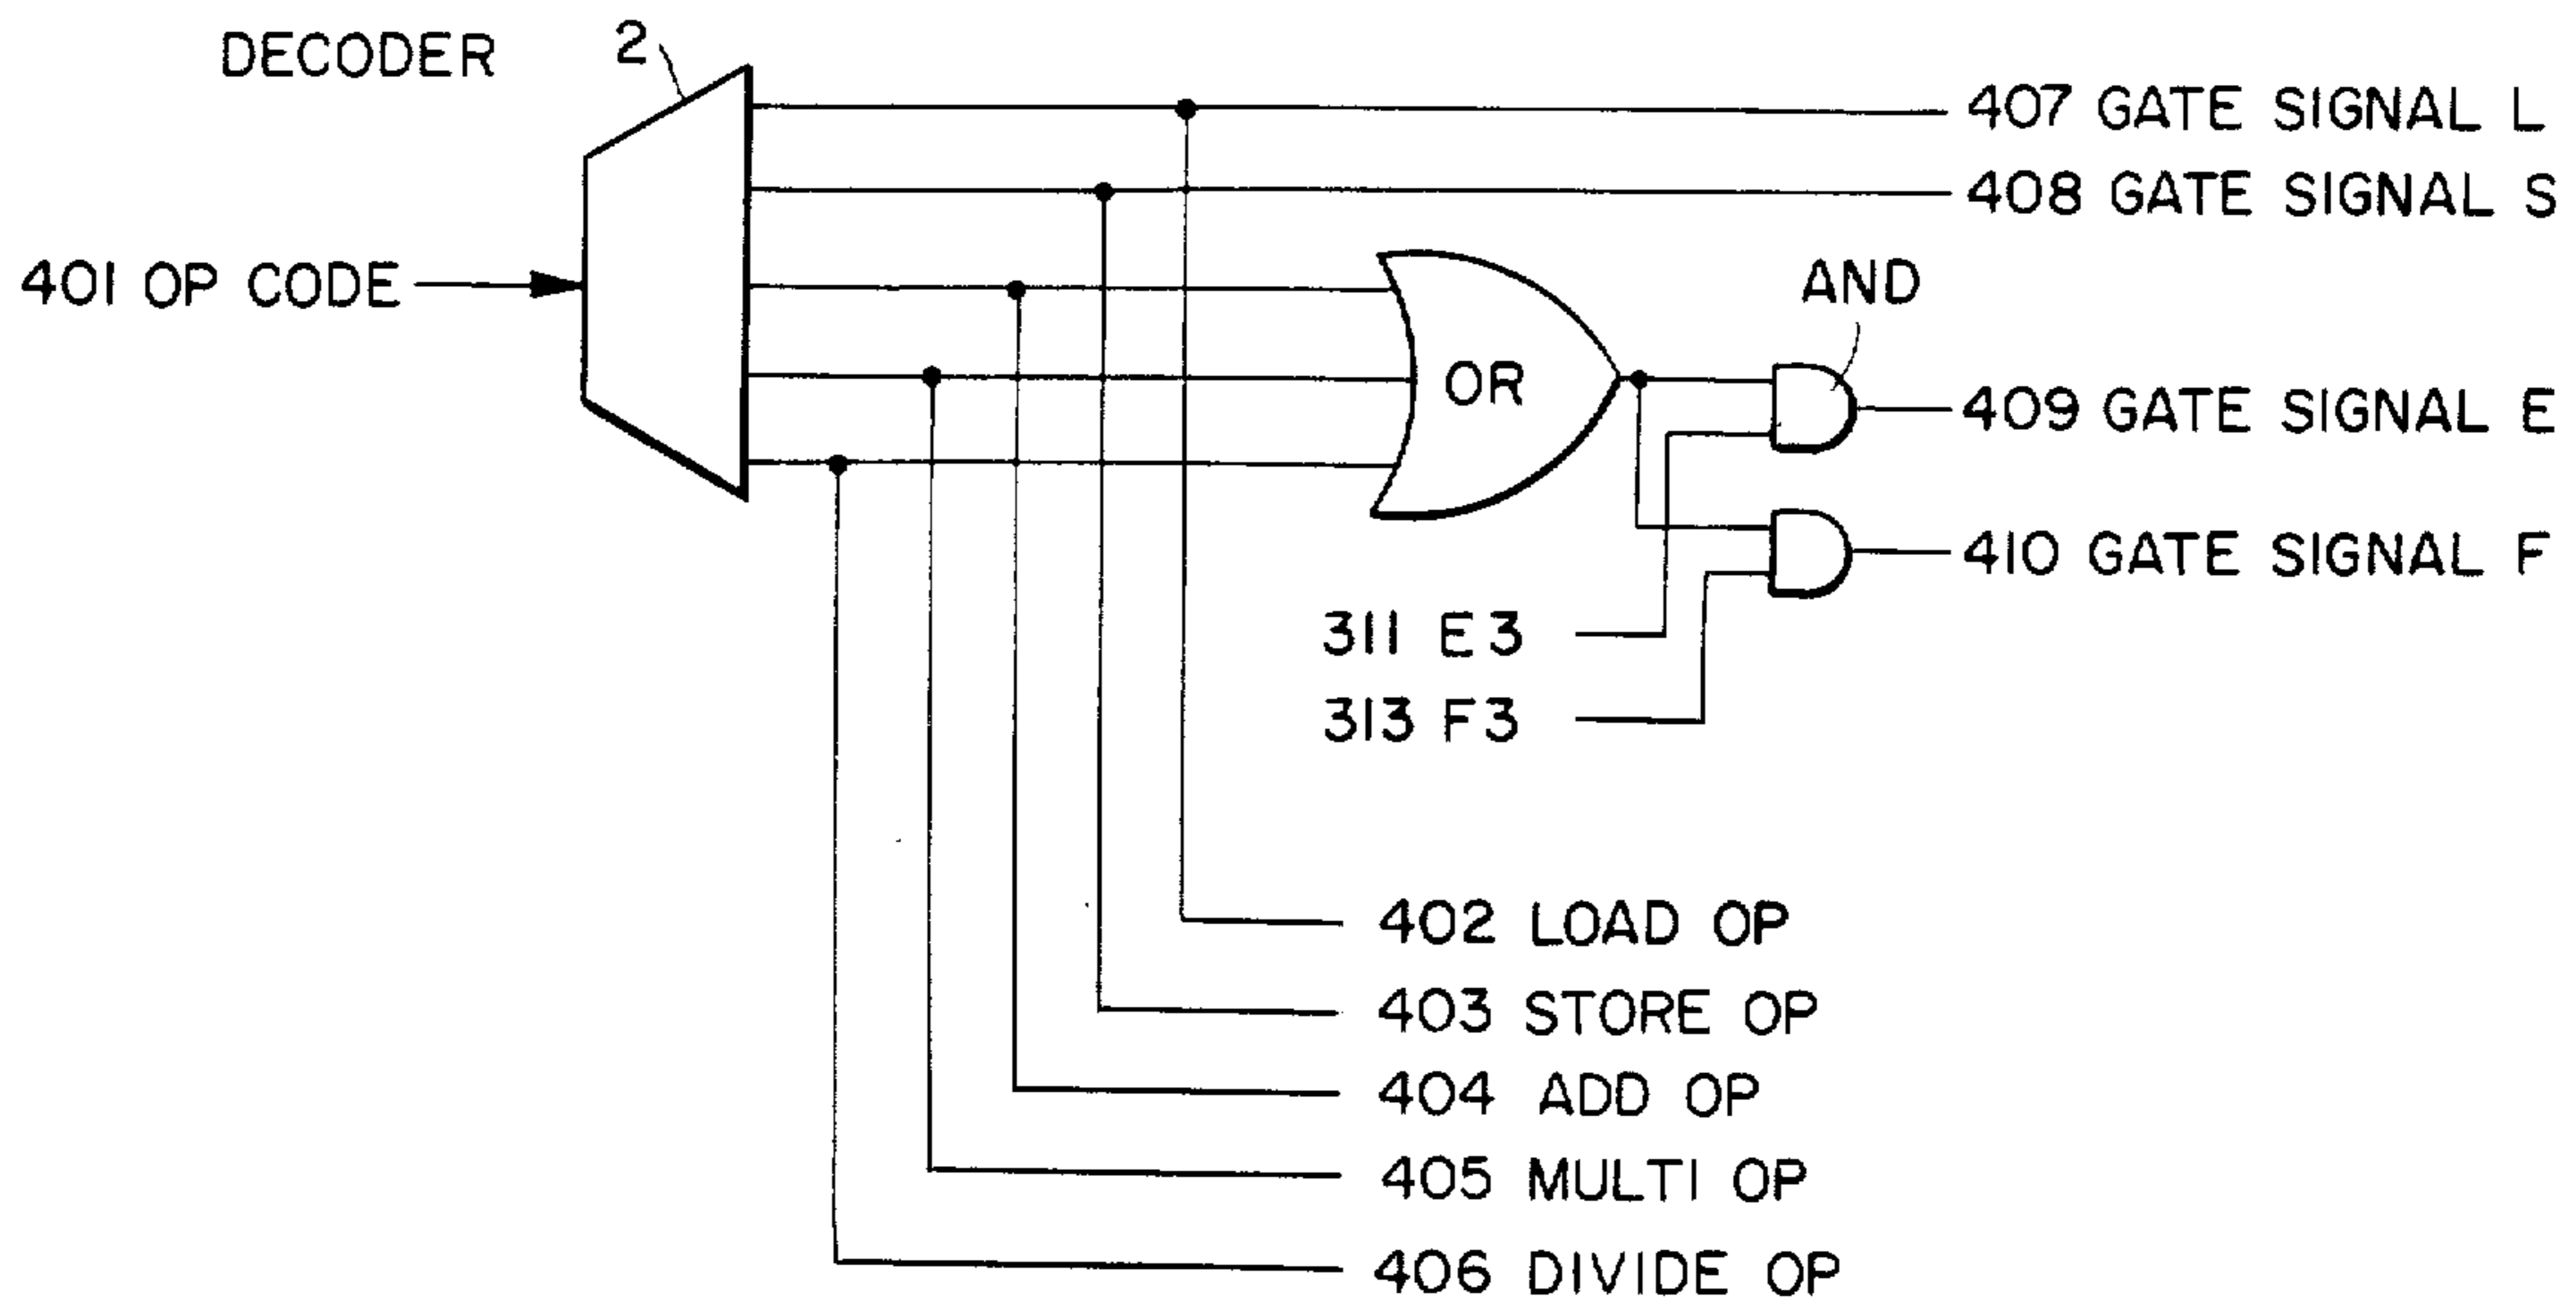 DECODER
2
407 GATE SIGNAL L
408 GATE SIGNAL S
401 OP CODE
AND
OR
409 GATE SIGNAL E
410 GATE SIGNAL F
311 E3
313 F3
402 LOAD OP
403 STORE OP
404 ADD OP
405 MULTI OP
406 DIVIDE OP